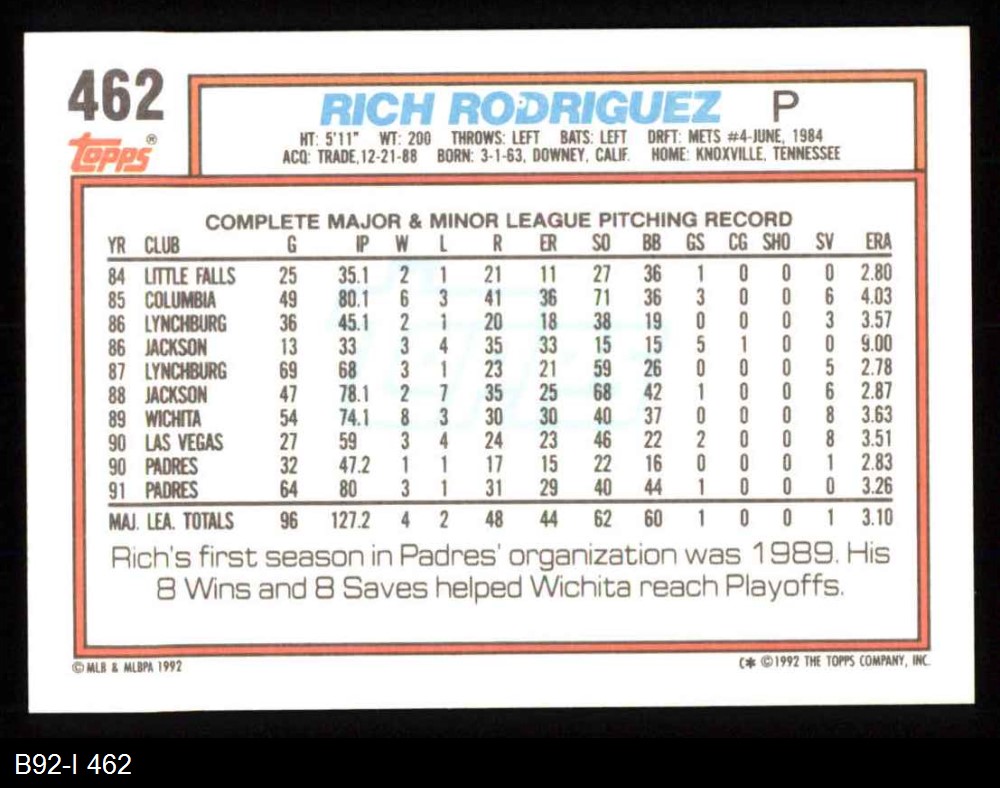 462
topps®
RICH RODRIGUEZ P
HT: 5'11" WT: 200 THROWS: LEFT BATS: LEFT DRFT: METS #4-JUNE, 1984
ACQ: TRADE,12-21-88 BORN: 3-1-63, DOWNEY, CALIF. HOME: KNOXVILLE, TENNESSEE
COMPLETE MAJOR & MINOR LEAGUE PITCHING RECORD
YR CLUB G IP W L R ER SO BB GS CG SHO SV ERA
84 LITTLE FALLS 25 35.1 2 1 21 11 27 36 1 0 0 0 2.80
85 COLUMBIA 49 80.1 6 3 41 36 71 36 3 0 0 6 4.03
86 LYNCHBURG 36 45.1 2 1 20 18 38 19 0 0 0 3 3.57
86 JACKSON 13 33 3 4 35 33 15 15 5 1 0 0 9.00
87 LYNCHBURG 69 68 3 1 23 21 59 26 0 0 0 5 2.78
88 JACKSON 47 78.1 2 7 35 25 68 42 1 0 0 6 2.87
89 WICHITA 54 74.1 8 3 30 30 40 37 0 0 0 8 3.63
90 LAS VEGAS 27 59 3 4 24 23 46 22 2 0 0 8 3.51
90 PADRES 32 47.2 1 1 17 15 22 16 0 0 0 1 2.83
91 PADRES 64 80 3 1 31 29 40 44 1 0 0 0 3.26
MAJ. LEA. TOTALS 96 127.2 4 2 48 44 62 60 1 0 0 1 3.10
Rich's first season in Padres' organization was 1989. His
8 Wins and 8 Saves helped Wichita reach Playoffs.
© MLB & MLBPA 1992
(* ©1992 THE TOPPS COMPANY, INC.
B92-I 462